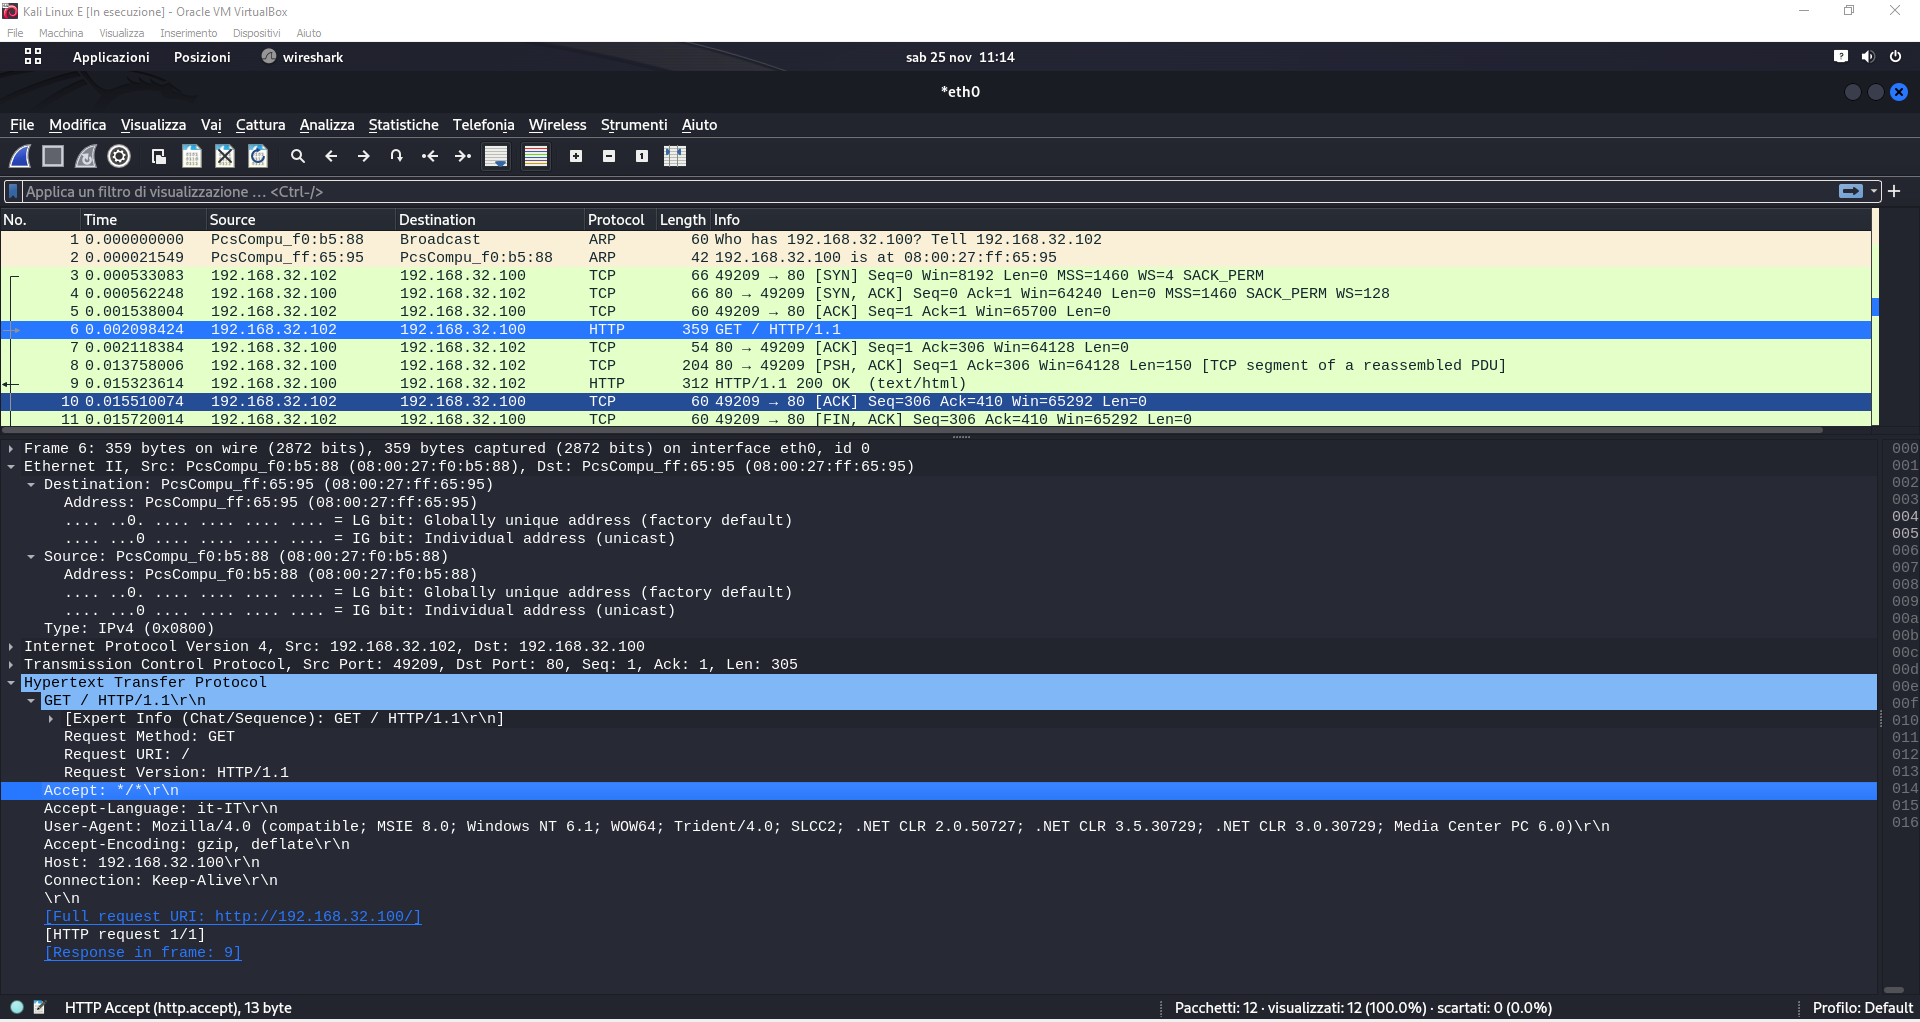 Kali Linux E [In esecuzione] - Oracle VM VirtualBox
File Macchina Visualizza Inserimento Dispositivi Aiuto
Applicazioni Posizioni wireshark sab 25 nov 11:14
*eth0
File Modifica Visualizza Vai Cattura Analizza Statistiche Telefonia Wireless Strumenti Aiuto
Applica un filtro di visualizzazione … <Ctrl-/>
No. Time Source Destination Protocol Length Info
1 0.000000000 PcsCompu_f0:b5:88 Broadcast ARP 60 Who has 192.168.32.100? Tell 192.168.32.102
2 0.000021549 PcsCompu_ff:65:95 PcsCompu_f0:b5:88 ARP 42 192.168.32.100 is at 08:00:27:ff:65:95
3 0.000533083 192.168.32.102 192.168.32.100 TCP 66 49209 → 80 [SYN] Seq=0 Win=8192 Len=0 MSS=1460 WS=4 SACK_PERM
4 0.000562248 192.168.32.100 192.168.32.102 TCP 66 80 → 49209 [SYN, ACK] Seq=0 Ack=1 Win=64240 Len=0 MSS=1460 SACK_PERM WS=128
5 0.001538004 192.168.32.102 192.168.32.100 TCP 60 49209 → 80 [ACK] Seq=1 Ack=1 Win=65700 Len=0
6 0.002098424 192.168.32.102 192.168.32.100 HTTP 359 GET / HTTP/1.1
7 0.002118384 192.168.32.100 192.168.32.102 TCP 54 80 → 49209 [ACK] Seq=1 Ack=306 Win=64128 Len=0
8 0.013758006 192.168.32.100 192.168.32.102 TCP 204 80 → 49209 [PSH, ACK] Seq=1 Ack=306 Win=64128 Len=150 [TCP segment of a reassembled PDU]
9 0.015323614 192.168.32.100 192.168.32.102 HTTP 312 HTTP/1.1 200 OK (text/html)
10 0.015510074 192.168.32.102 192.168.32.100 TCP 60 49209 → 80 [ACK] Seq=306 Ack=410 Win=65292 Len=0
11 0.015720014 192.168.32.102 192.168.32.100 TCP 60 49209 → 80 [FIN, ACK] Seq=306 Ack=410 Win=65292 Len=0
Frame 6: 359 bytes on wire (2872 bits), 359 bytes captured (2872 bits) on interface eth0, id 0
Ethernet II, Src: PcsCompu_f0:b5:88 (08:00:27:f0:b5:88), Dst: PcsCompu_ff:65:95 (08:00:27:ff:65:95)
Destination: PcsCompu_ff:65:95 (08:00:27:ff:65:95)
Address: PcsCompu_ff:65:95 (08:00:27:ff:65:95)
.... ..0. .... .... .... .... = LG bit: Globally unique address (factory default)
.... ...0 .... .... .... .... = IG bit: Individual address (unicast)
Source: PcsCompu_f0:b5:88 (08:00:27:f0:b5:88)
Address: PcsCompu_f0:b5:88 (08:00:27:f0:b5:88)
.... ..0. .... .... .... .... = LG bit: Globally unique address (factory default)
.... ...0 .... .... .... .... = IG bit: Individual address (unicast)
Type: IPv4 (0x0800)
Internet Protocol Version 4, Src: 192.168.32.102, Dst: 192.168.32.100
Transmission Control Protocol, Src Port: 49209, Dst Port: 80, Seq: 1, Ack: 1, Len: 305
Hypertext Transfer Protocol
GET / HTTP/1.1\r\n
[Expert Info (Chat/Sequence): GET / HTTP/1.1\r\n]
Request Method: GET
Request URI: /
Request Version: HTTP/1.1
Accept: */*\r\n
Accept-Language: it-IT\r\n
User-Agent: Mozilla/4.0 (compatible; MSIE 8.0; Windows NT 6.1; WOW64; Trident/4.0; SLCC2; .NET CLR 2.0.50727; .NET CLR 3.5.30729; .NET CLR 3.0.30729; Media Center PC 6.0)\r\n
Accept-Encoding: gzip, deflate\r\n
Host: 192.168.32.100\r\n
Connection: Keep-Alive\r\n
\r\n
[Full request URI: http://192.168.32.100/]
[HTTP request 1/1]
[Response in frame: 9]
000
001
002
003
004
005
006
007
008
009
00a
00b
00c
00d
00e
00f
010
011
012
013
014
015
016
HTTP Accept (http.accept), 13 byte Pacchetti: 12 · visualizzati: 12 (100.0%) · scartati: 0 (0.0%) Profilo: Default